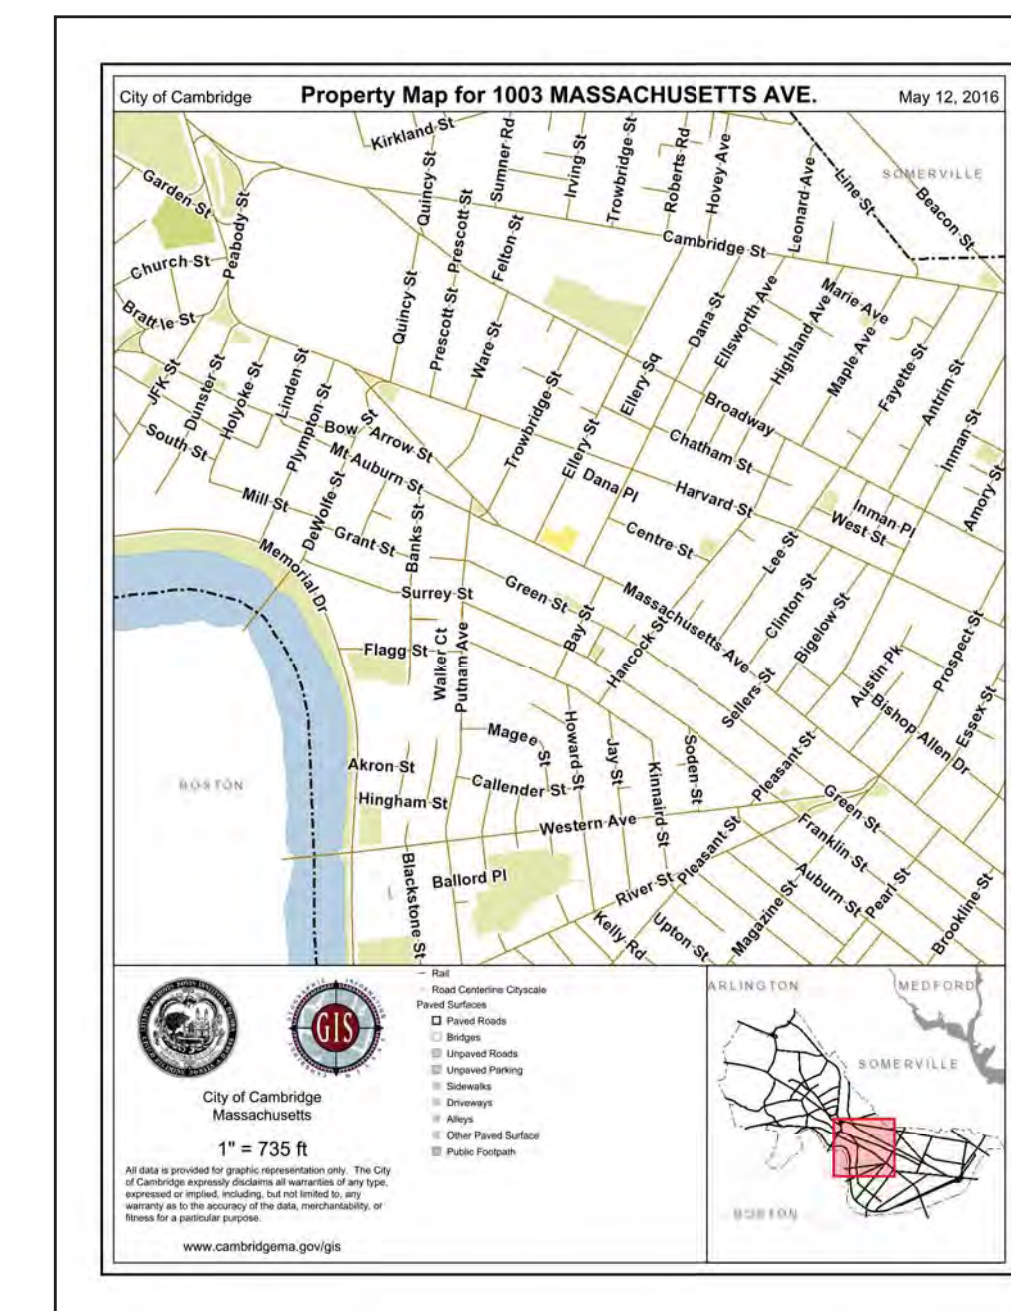 City of Cambridge
Property Map for 1003 MASSACHUSETTS AVE.
May 12, 2016
Kirkland St
Quincy St
Sumner Rd
Irving St
Trowbridge St
Roberts Rd
Hovey Ave
Leonard Ave
Line St
SOMERVILLE
Beacon St
Garden St
Peabody St
Prescott St
Felton St
Cambridge St
Church St
Brattle St
Quincy St
Prescott St
Ware St
Dana St
Ellsworth Ave
Highland Ave
Marie Ave
Maple Ave
Fayette St
Antrim St
Inman St
Amory St
JFK St
Dunster St
Holyoke St
Linden St
Plympton St
Bow St
Arrow St
Trowbridge St
Ellery St
Ellery Sq
Broadway
Chatham St
South St
Mt Auburn St
DeWolfe St
Mill St
Grant St
Banks St
Dana Pl
Harvard St
Centre St
Inman Pl
West St
Lee St
Memorial Dr
Surrey St
Green St
Massachusetts Ave
Clinton St
Bigelow St
Bay St
Hancock St
Flagg St
Walker Ct
Putnam Ave
Sellers St
Austin Pk
Prospect St
Bishop Allen Dr
Essex St
Magee St
Howard St
Jay St
Kinnaird St
Soden St
Pleasant St
BOSTON
Akron St
Hingham St
Callender St
Western Ave
Green St
Franklin St
Pleasant St
Blackstone St
Ballord Pl
River St
Auburn St
Pearl St
Kelly Rd
Upton St
Magazine St
Brookline St
Rail
Road Centerline Cityscale
Paved Surfaces
Paved Roads
Bridges
Unpaved Roads
Unpaved Parking
Sidewalks
Driveways
Alleys
Other Paved Surface
Public Footpath
GIS
City of Cambridge
Massachusetts
1" = 735 ft
All data is provided for graphic representation only. The City
of Cambridge expressly disclaims all warranties of any type,
expressed or implied, including, but not limited to, any
warranty as to the accuracy of the data, merchantability, or
fitness for a particular purpose.
www.cambridgema.gov/gis
ARLINGTON
MEDFORD
SOMERVILLE
BOSTON